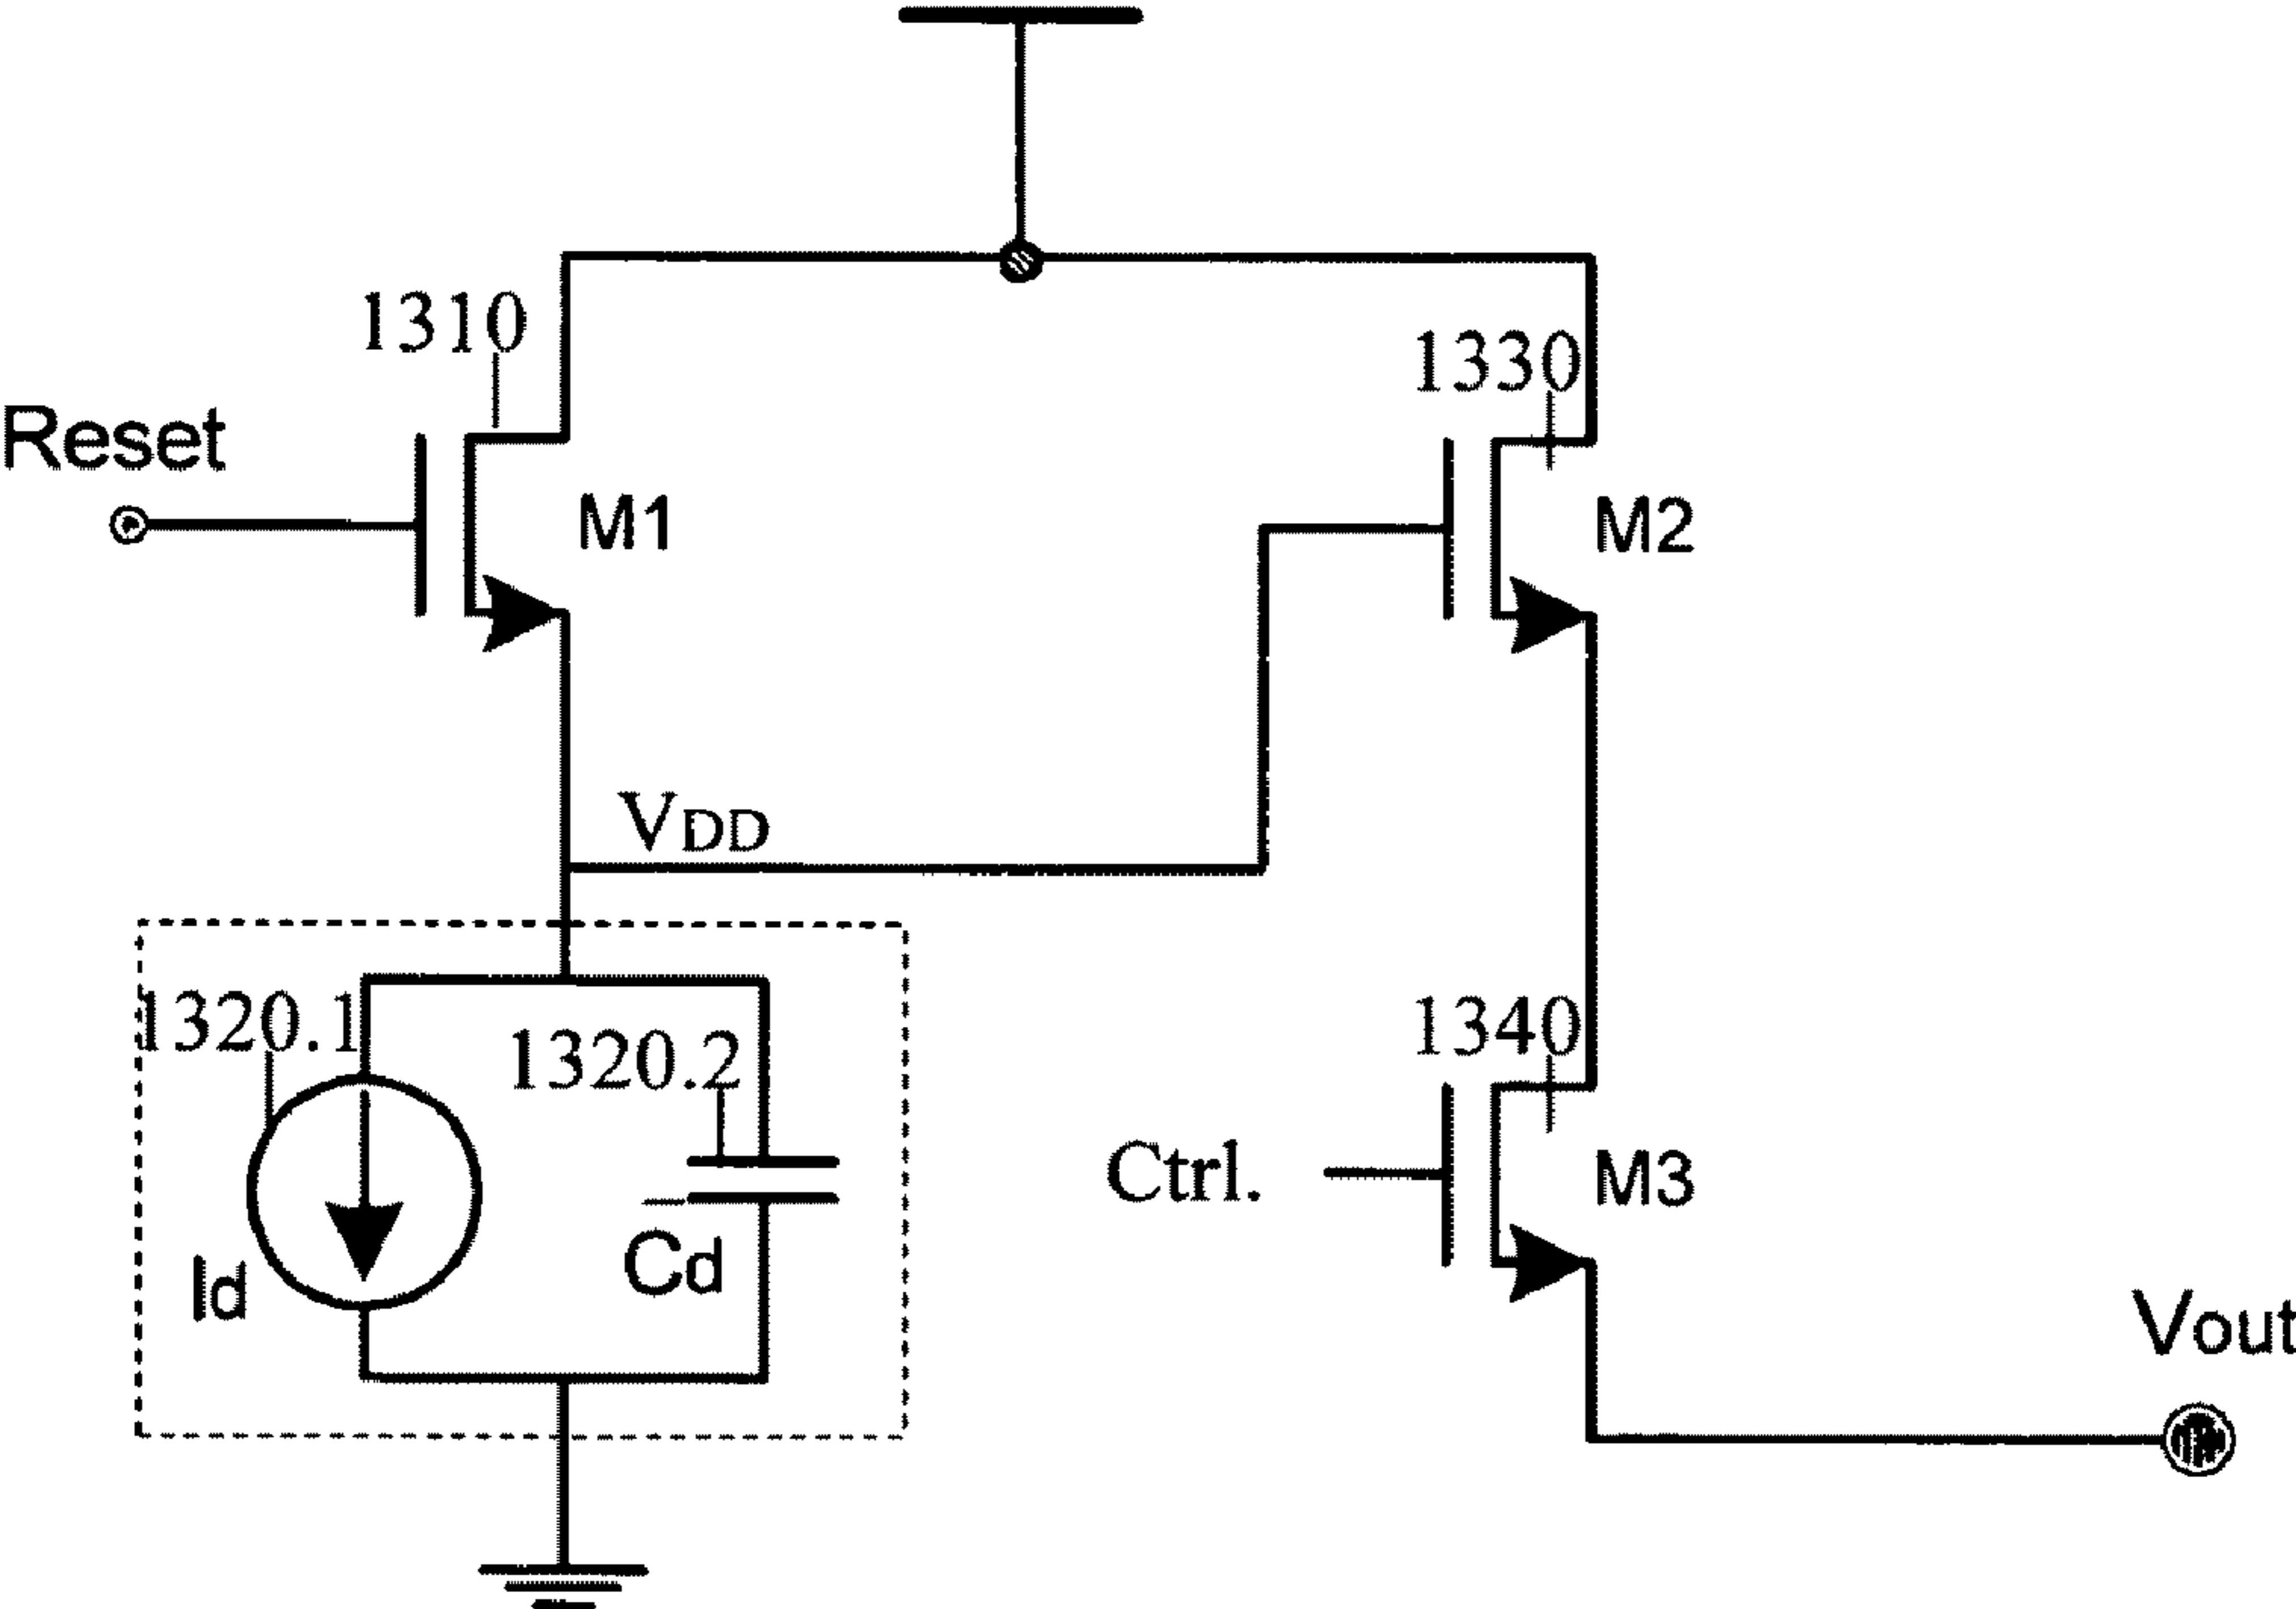 1310
1330
Reset
M1
M2
VDD
1320.1
1320.2
1340
Ctrl.
M3
Id
Cd
Vout